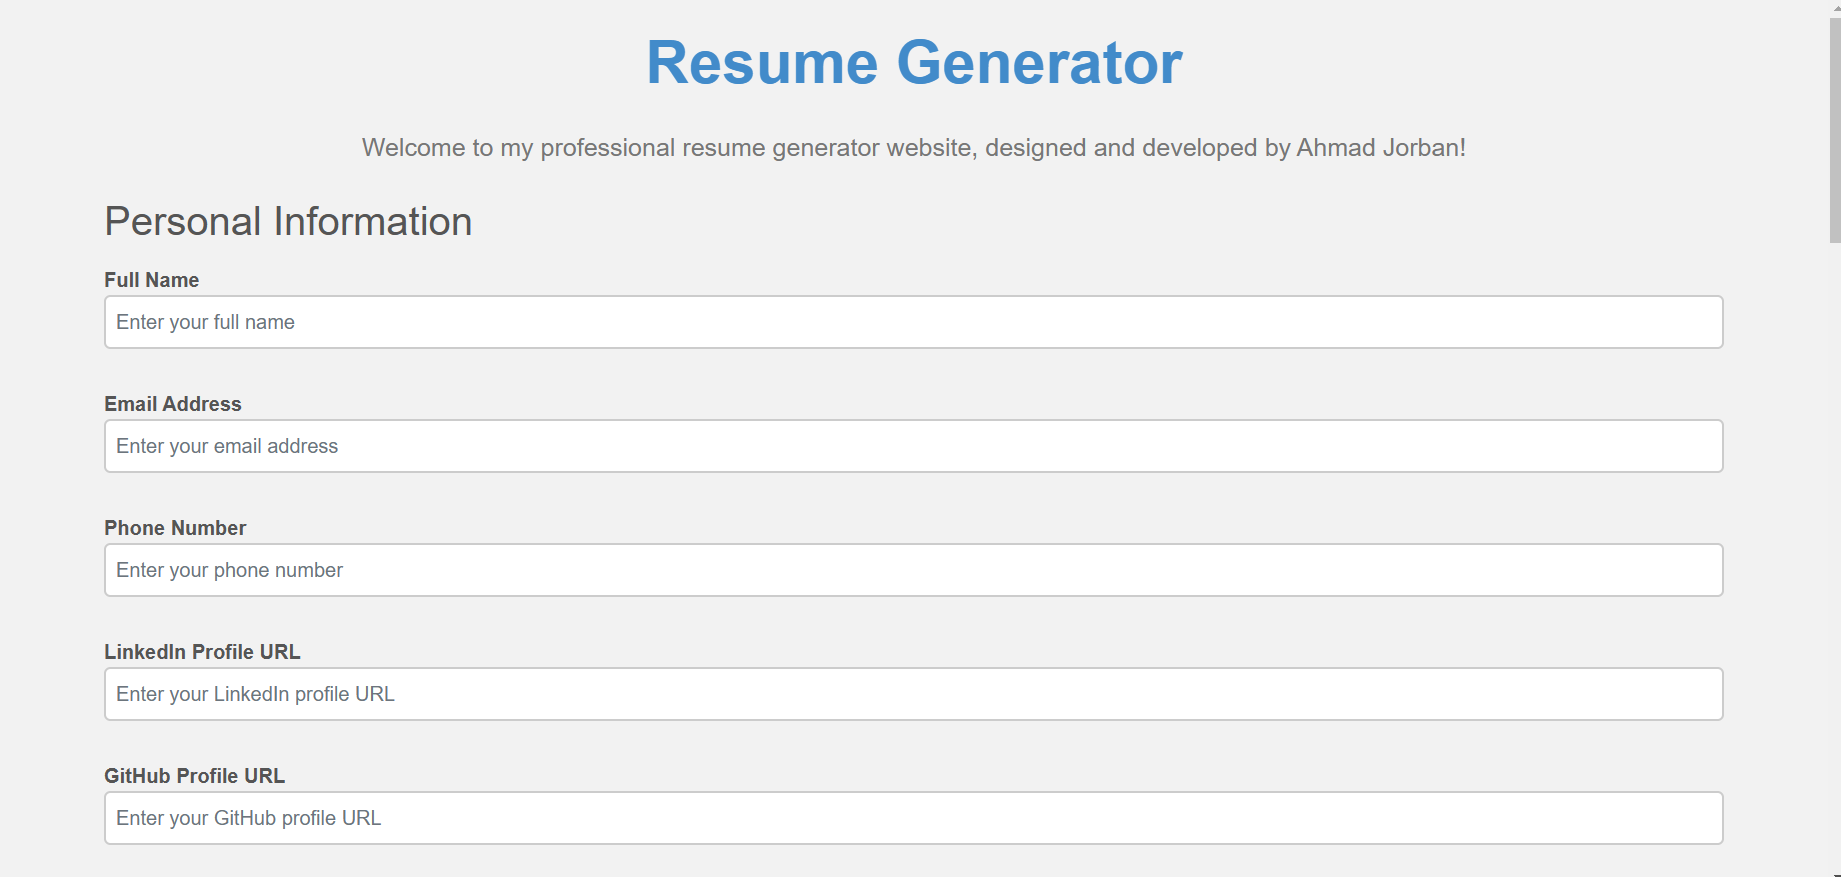 Resume Generator
Welcome to my professional resume generator website, designed and developed by Ahmad Jorban!
Personal Information
Full Name
Enter your full name
Email Address
Enter your email address
Phone Number
Enter your phone number
LinkedIn Profile URL
Enter your LinkedIn profile URL
GitHub Profile URL
Enter your GitHub profile URL